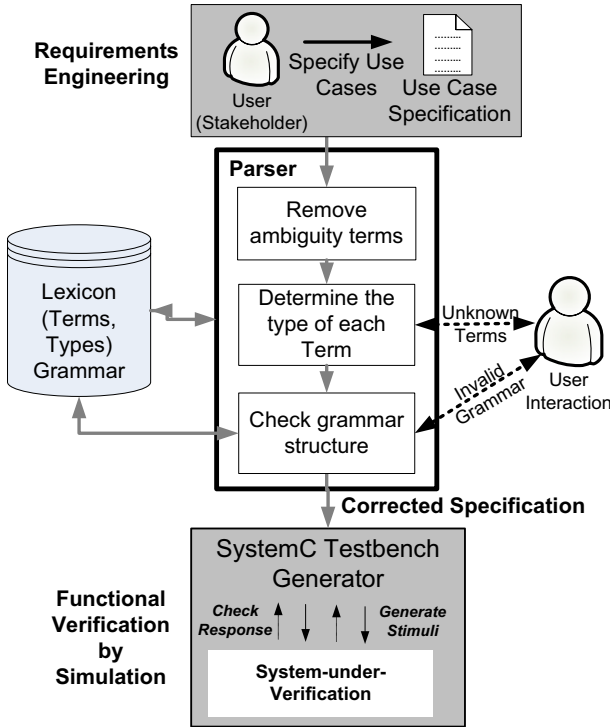 Requirements
Engineering
User
(Stakeholder)
Specify Use
Cases
Use Case
Specification
Parser
Remove
ambiguity terms
Lexicon
(Terms,
Types)
Grammar
Determine the
type of each
Term
Unknown
Terms
Invalid
Grammar
User
Interaction
Check grammar
structure
Corrected Specification
Functional
Verification
by
Simulation
SystemC Testbench
Generator
Check
Response
Generate
Stimuli
System-under-
Verification